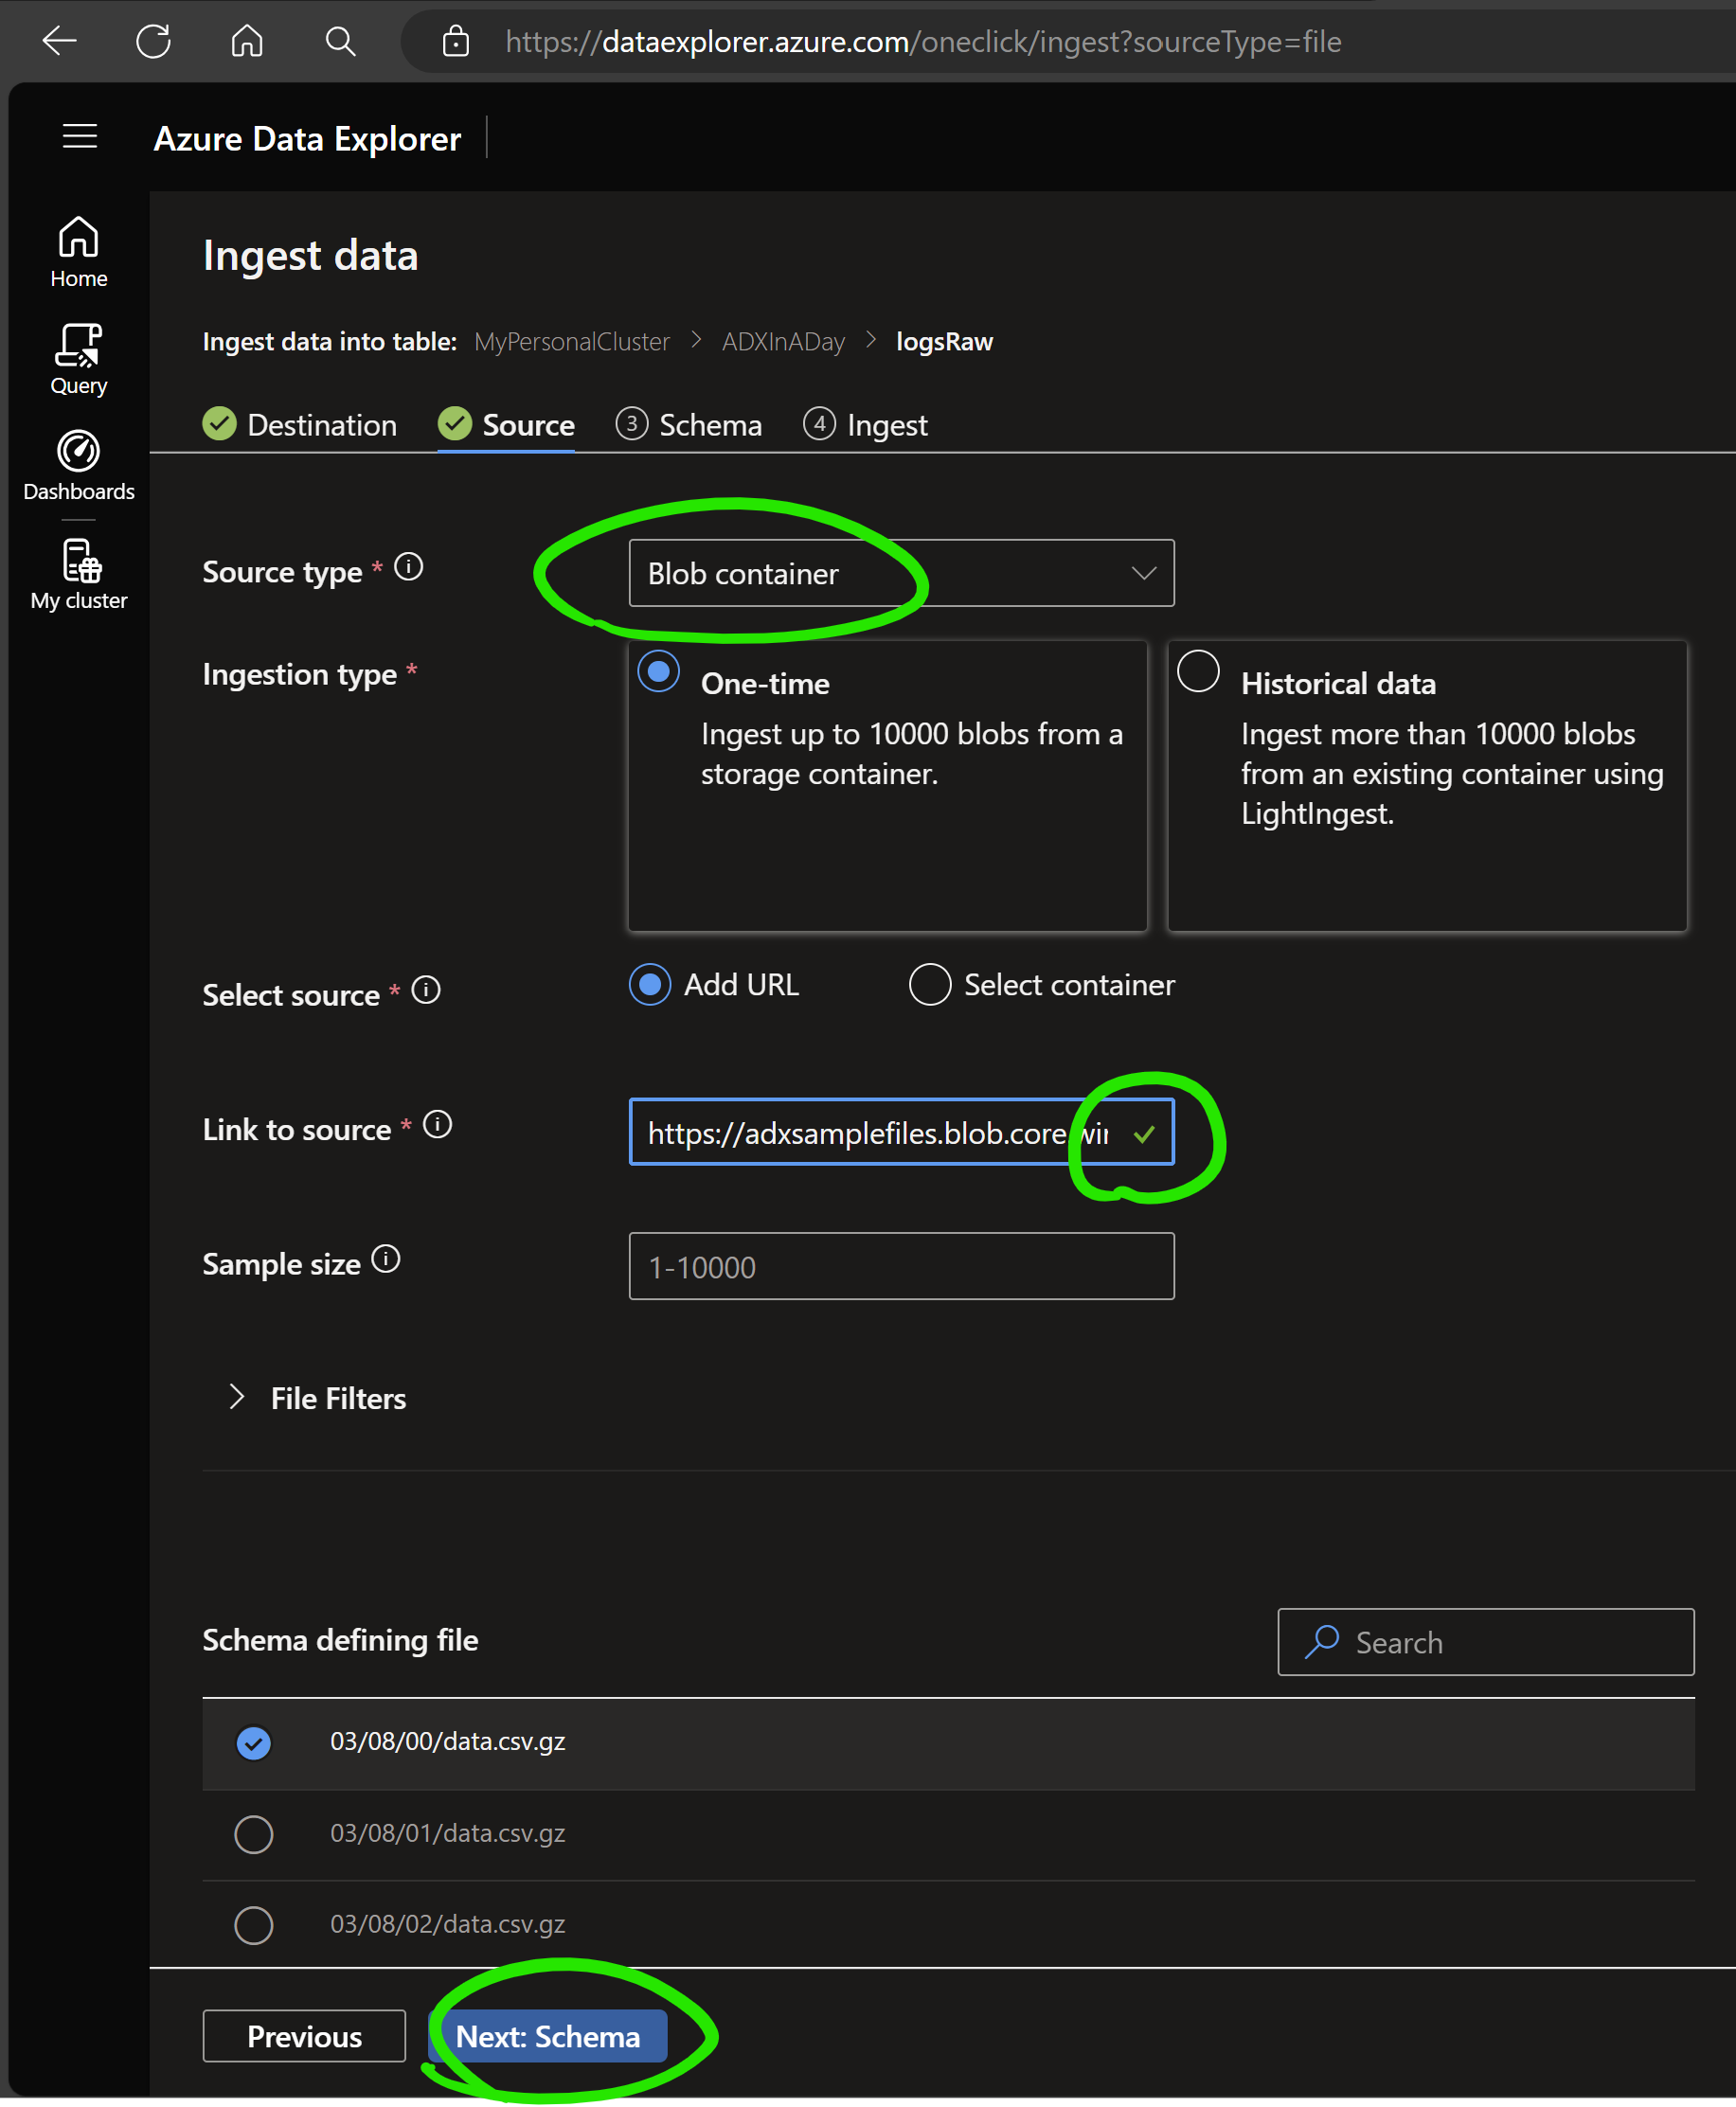 https://dataexplorer.azure.com/oneclick/ingest?sourceType=file
Azure Data Explorer
Home
Query
Dashboards
My cluster
Ingest data
Ingest data into table: MyPersonalCluster > ADXInADay > logsRaw
Destination Source 3 Schema 4 Ingest
Source type * Blob container
Ingestion type *
One-time
Ingest up to 10000 blobs from a
storage container.
Historical data
Ingest more than 10000 blobs
from an existing container using
LightIngest.
Select source * Add URL Select container
Link to source * https://adxsamplefiles.blob.core.wir
Sample size 1-10000
File Filters
Schema defining file Search
03/08/00/data.csv.gz
03/08/01/data.csv.gz
03/08/02/data.csv.gz
Previous Next: Schema